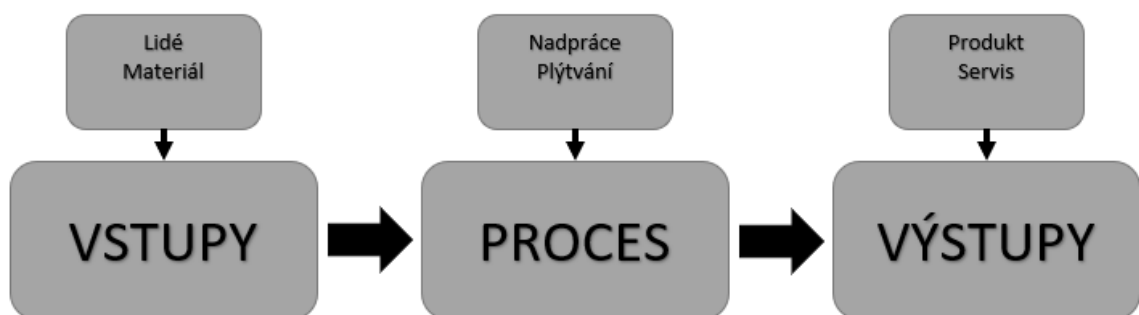 Lidé
Materiál
Nadpráce
Plýtvání
Produkt
Servis
VSTUPY
PROCES
VÝSTUPY